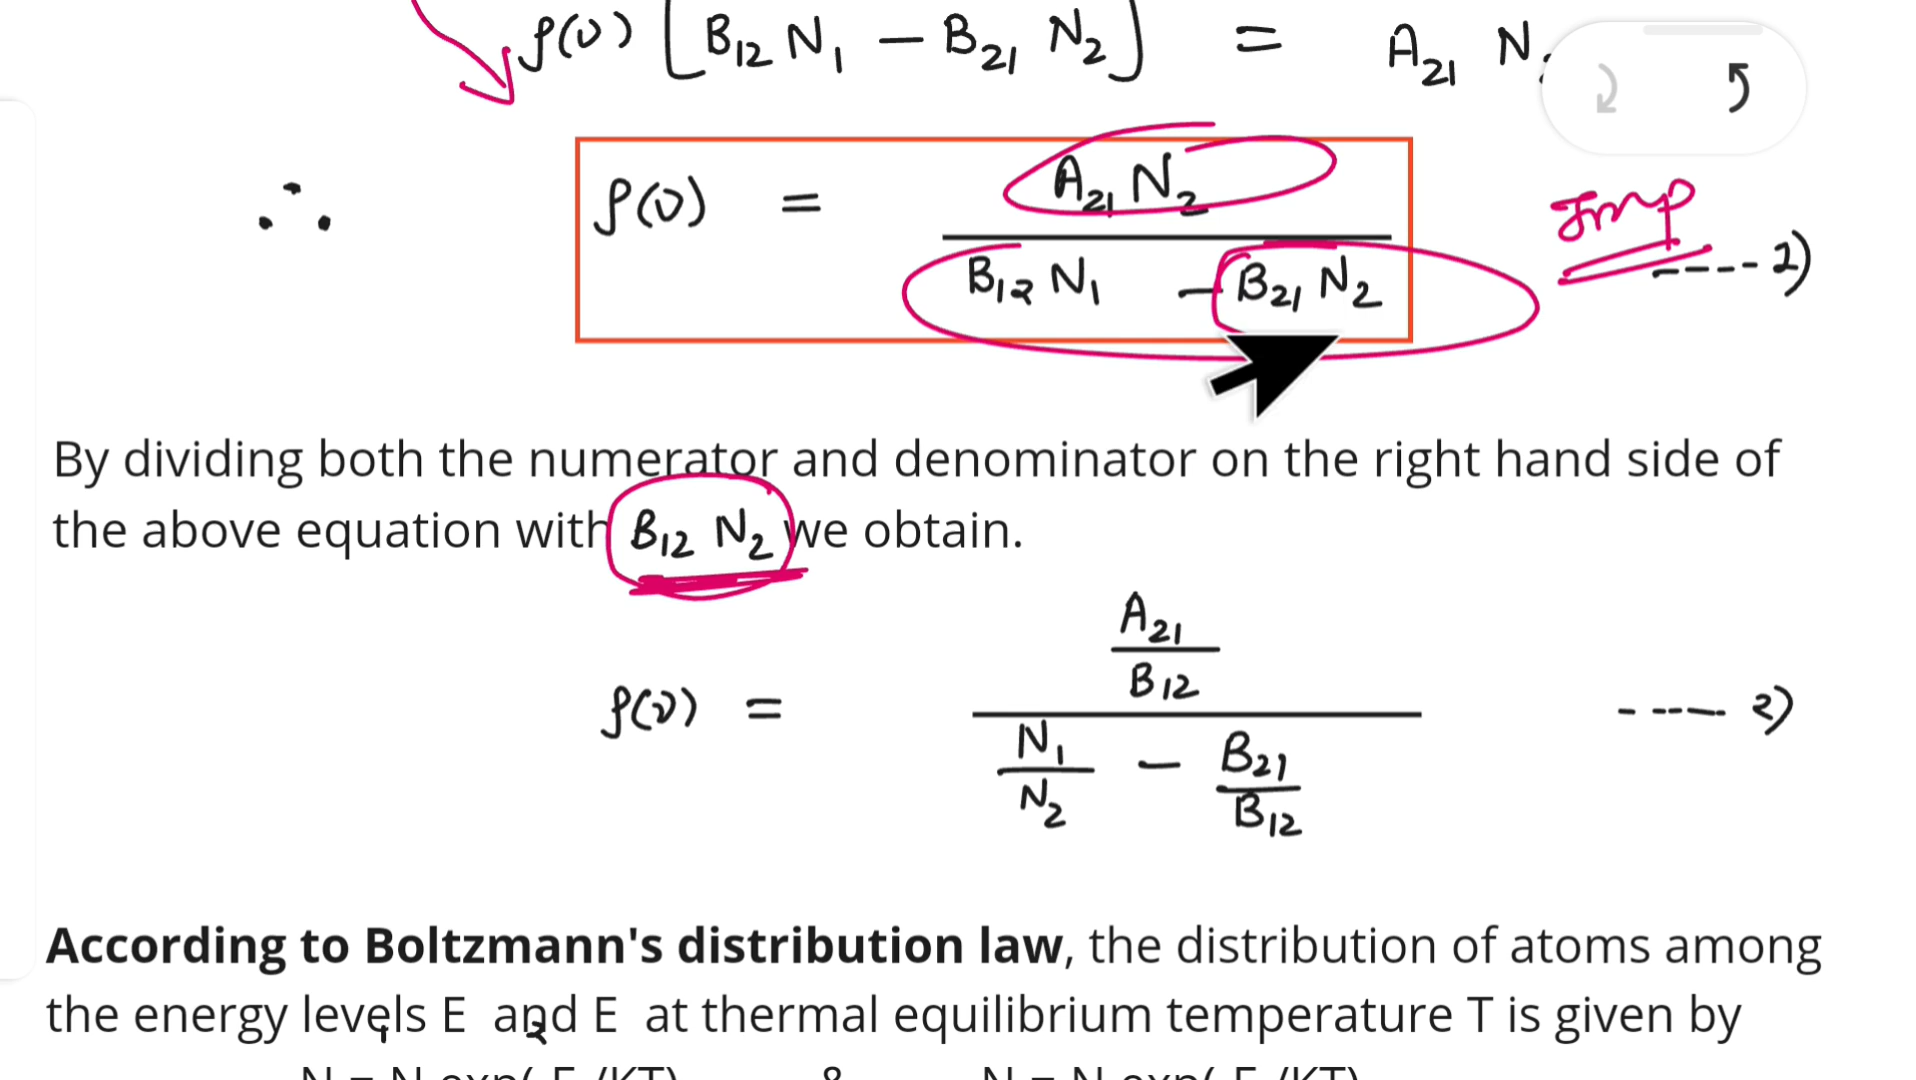 ρ(ν) [B₁₂ N₁ − B₂₁ N₂] = A₂₁ N
∴ ρ(ν) = A₂₁ N₂ / B₁₂ N₁ − B₂₁ N₂
Imp
---- 1)
By dividing both the numerator and denominator on the right hand side of
the above equation with B₁₂ N₂ we obtain.
ρ(ν) = A₂₁/B₁₂ / N₁/N₂ − B₂₁/B₁₂ ---- 2)
According to Boltzmann's distribution law, the distribution of atoms among
the energy levels E₁ and E₂ at thermal equilibrium temperature T is given by